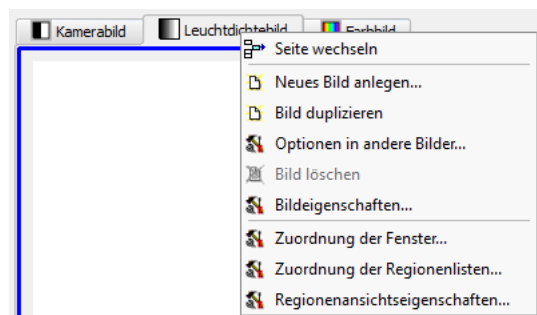 Kamerabild
Leuchtdichtebild
Farbbild
Seite wechseln
Neues Bild anlegen...
Bild duplizieren
Optionen in andere Bilder...
Bild löschen
Bildeigenschaften...
Zuordnung der Fenster...
Zuordnung der Regionenlisten...
Regionenansichtseigenschaften...